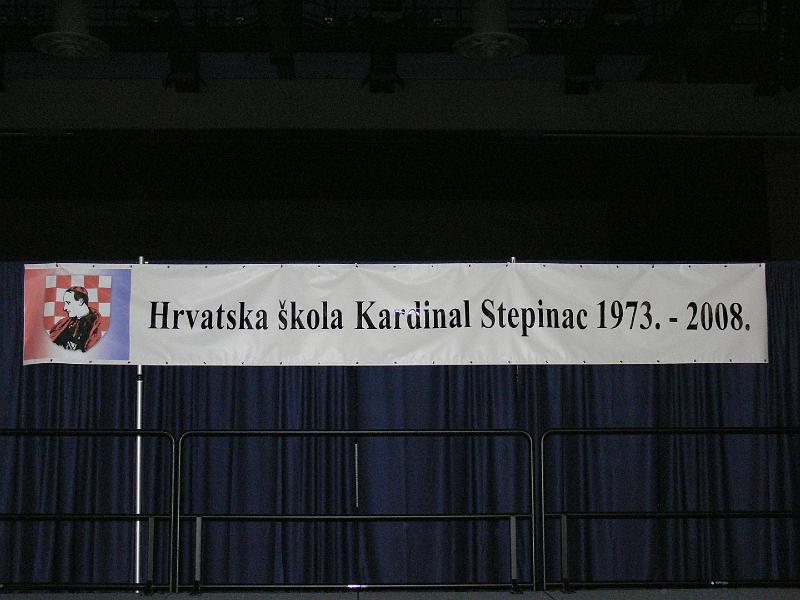 Hrvatska škola Kardinal Stepinac 1973. - 2008.